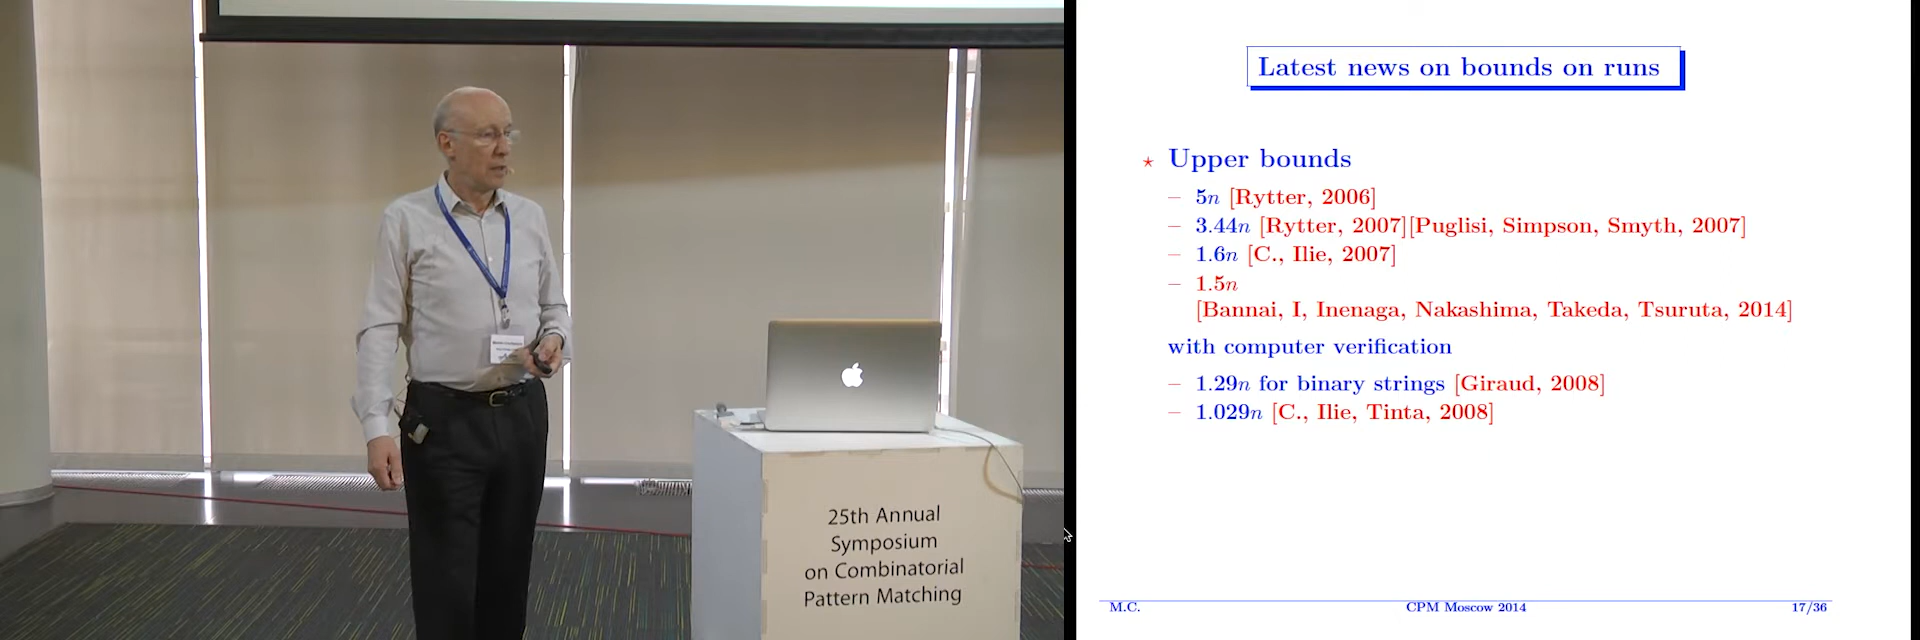 25th Annual
Symposium
on Combinatorial
Pattern Matching
Latest news on bounds on runs
⋆ Upper bounds
– 5n [Rytter, 2006]
– 3.44n [Rytter, 2007][Puglisi, Simpson, Smyth, 2007]
– 1.6n [C., Ilie, 2007]
– 1.5n
[Bannai, I, Inenaga, Nakashima, Takeda, Tsuruta, 2014]
with computer verification
– 1.29n for binary strings [Giraud, 2008]
– 1.029n [C., Ilie, Tinta, 2008]
M.C. CPM Moscow 2014 17/36